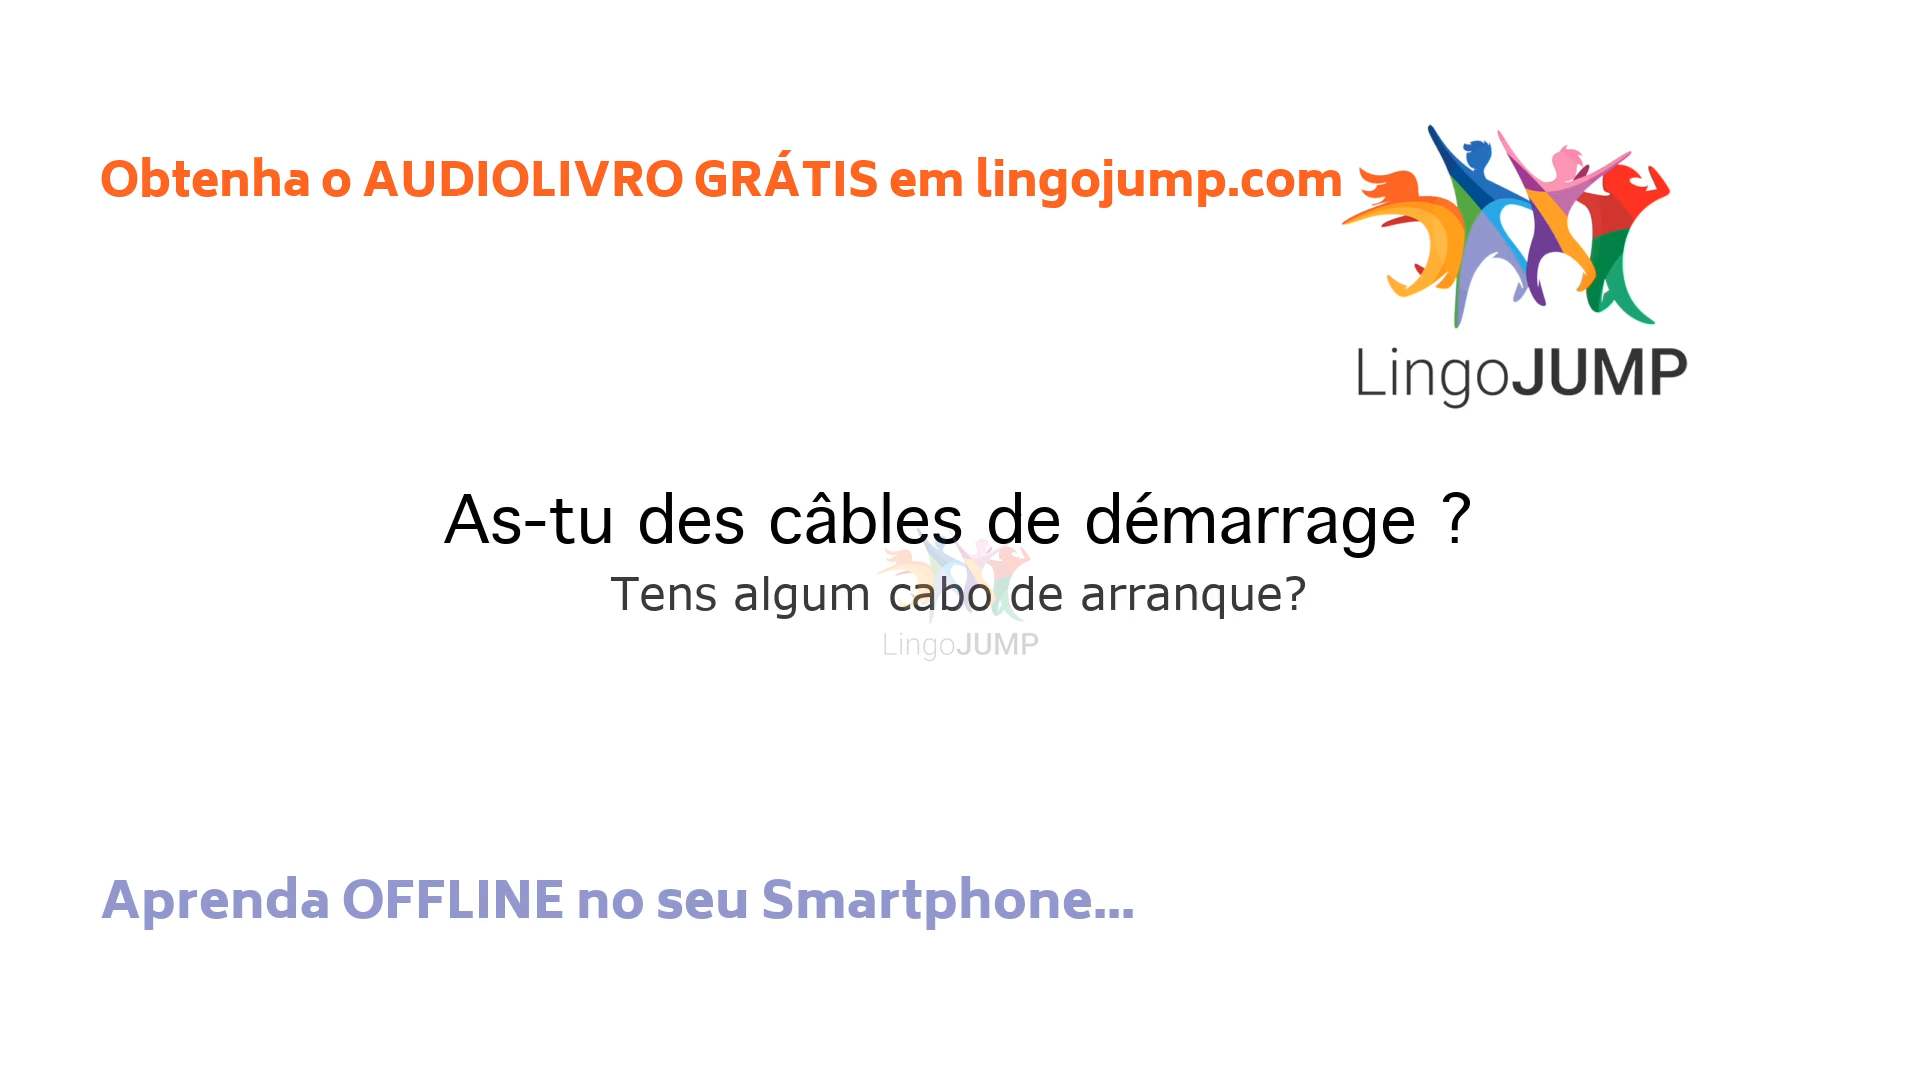 Obtenha o AUDIOLIVRO GRÁTIS em lingojump.com
LingoJUMP
As-tu des câbles de démarrage ?
Tens algum cabo de arranque?
LingoJUMP
Aprenda OFFLINE no seu Smartphone...